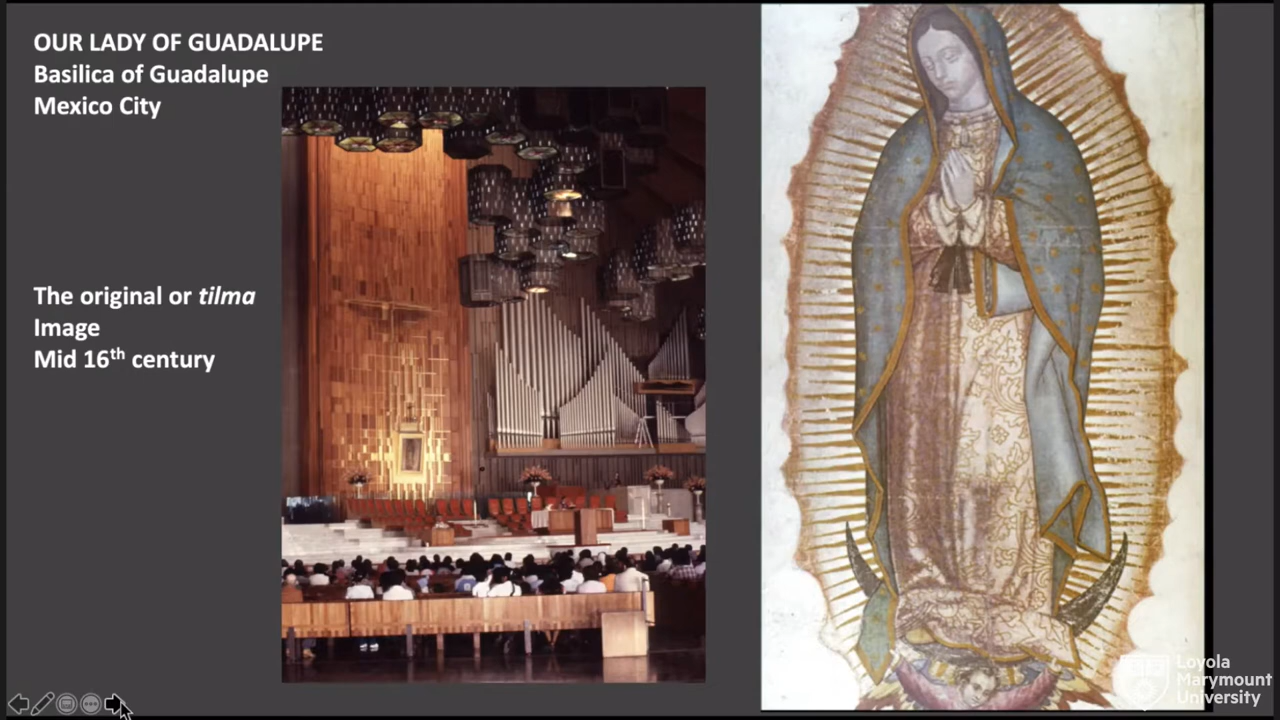 OUR LADY OF GUADALUPE
Basilica of Guadalupe
Mexico City
The original or tilma
Image
Mid 16th century
Loyola
Marymount
University